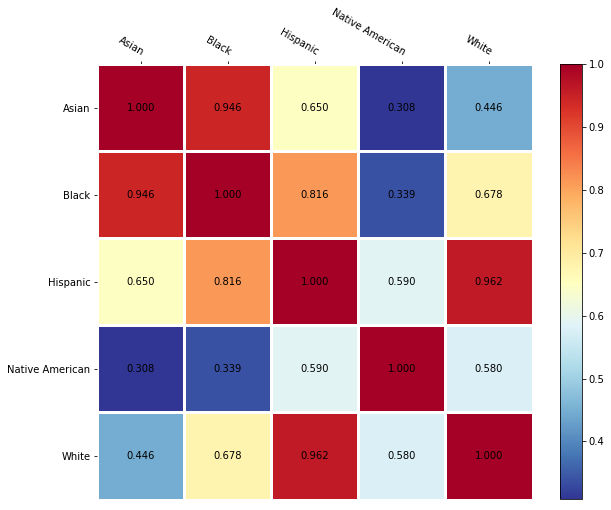 Asian Black Hispanic Native American White
1.0
Asian 1.000 0.946 0.650 0.308 0.446
0.9
Black 0.946 1.000 0.816 0.339 0.678
0.8
0.7
Hispanic 0.650 0.816 1.000 0.590 0.962
0.6
Native American 0.308 0.339 0.590 1.000 0.580
0.5
0.4
White 0.446 0.678 0.962 0.580 1.000